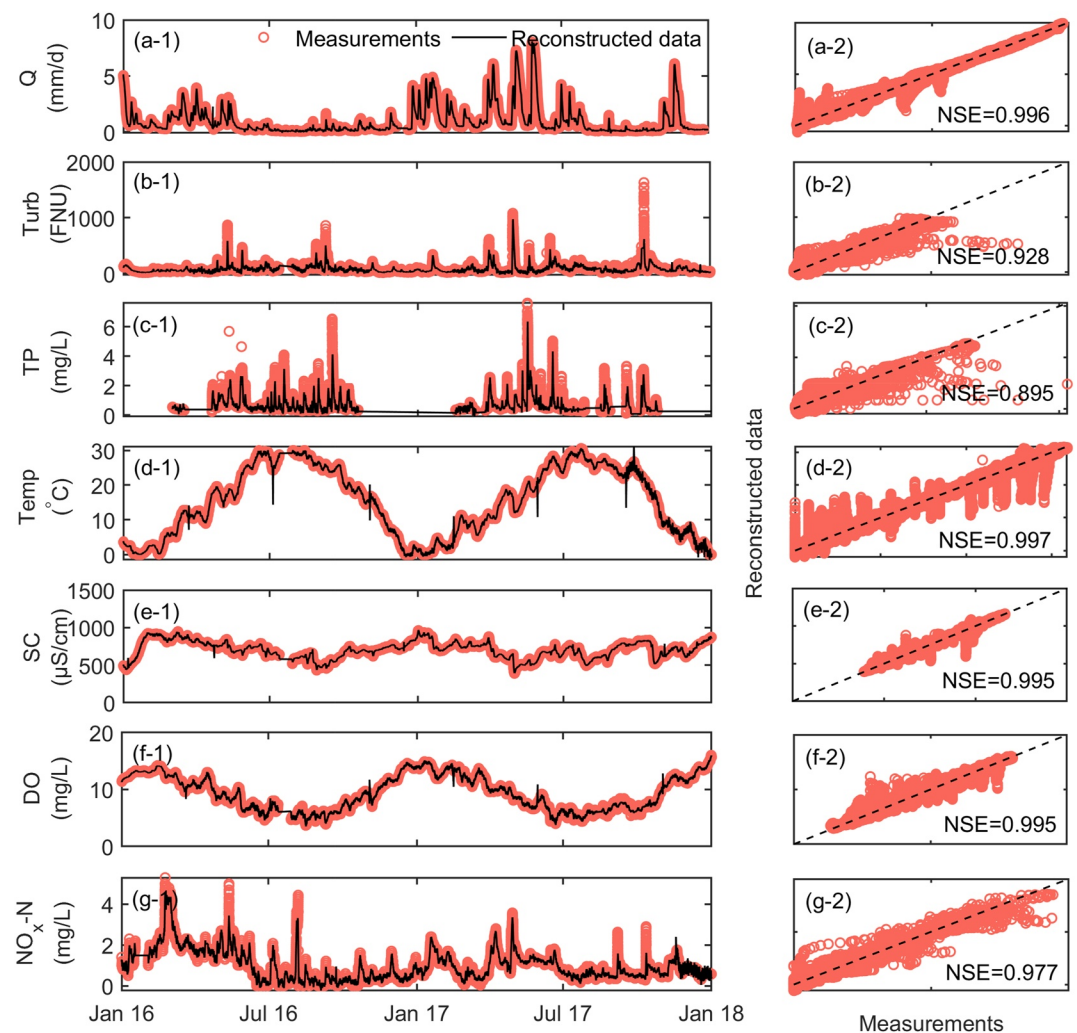 (a-1) Measurements Reconstructed data
Q
(mm/d)
10
5
0
(a-2)
NSE=0.996
(b-1)
Turb
(FNU)
2000
1000
0
(b-2)
NSE=0.928
(c-1)
TP
(mg/L)
6
4
2
0
(c-2)
NSE=0.895
(d-1)
Temp
(°C)
30
20
10
0
(d-2)
NSE=0.997
(e-1)
SC
(µS/cm)
1500
1000
500
0
(e-2)
NSE=0.995
(f-1)
DO
(mg/L)
20
10
0
(f-2)
NSE=0.995
(g-
NOx-N
(mg/L)
4
2
0
(g-2)
NSE=0.977
Jan 16 Jul 16 Jan 17 Jul 17 Jan 18
Reconstructed data
Measurements